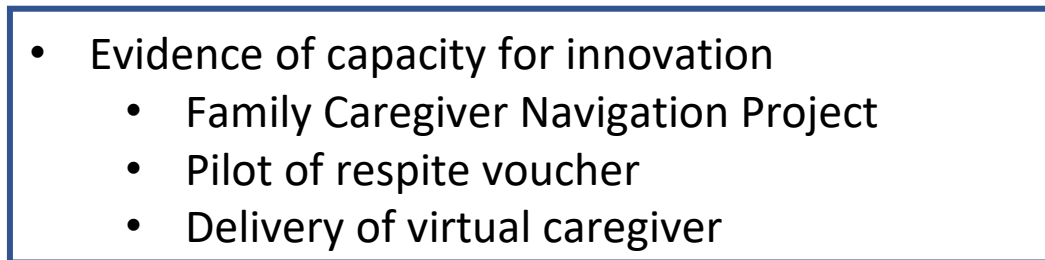 • Evidence of capacity for innovation
• Family Caregiver Navigation Project
• Pilot of respite voucher
• Delivery of virtual caregiver